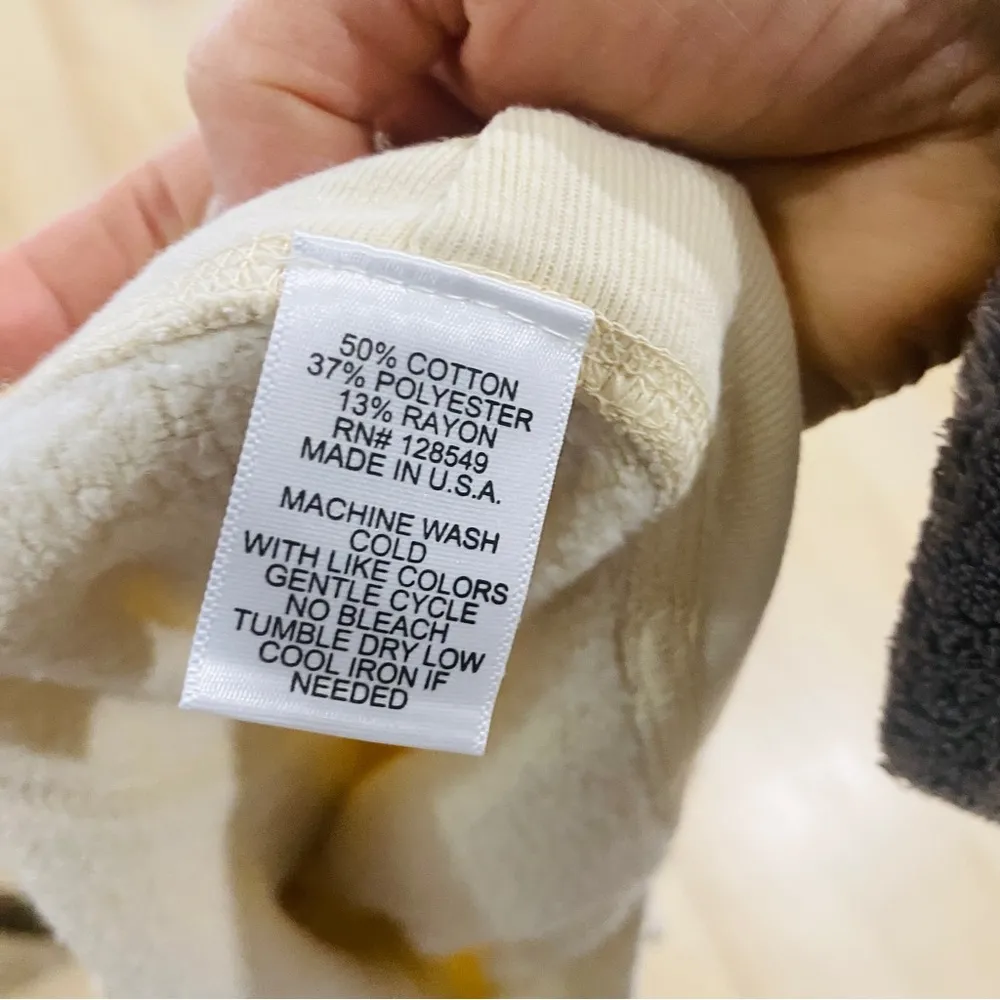 50% COTTON
37% POLYESTER
13% RAYON
RN# 128549
MADE IN U.S.A.
MACHINE WASH
COLD
WITH LIKE COLORS
GENTLE CYCLE
NO BLEACH
TUMBLE DRY LOW
COOL IRON IF
NEEDED